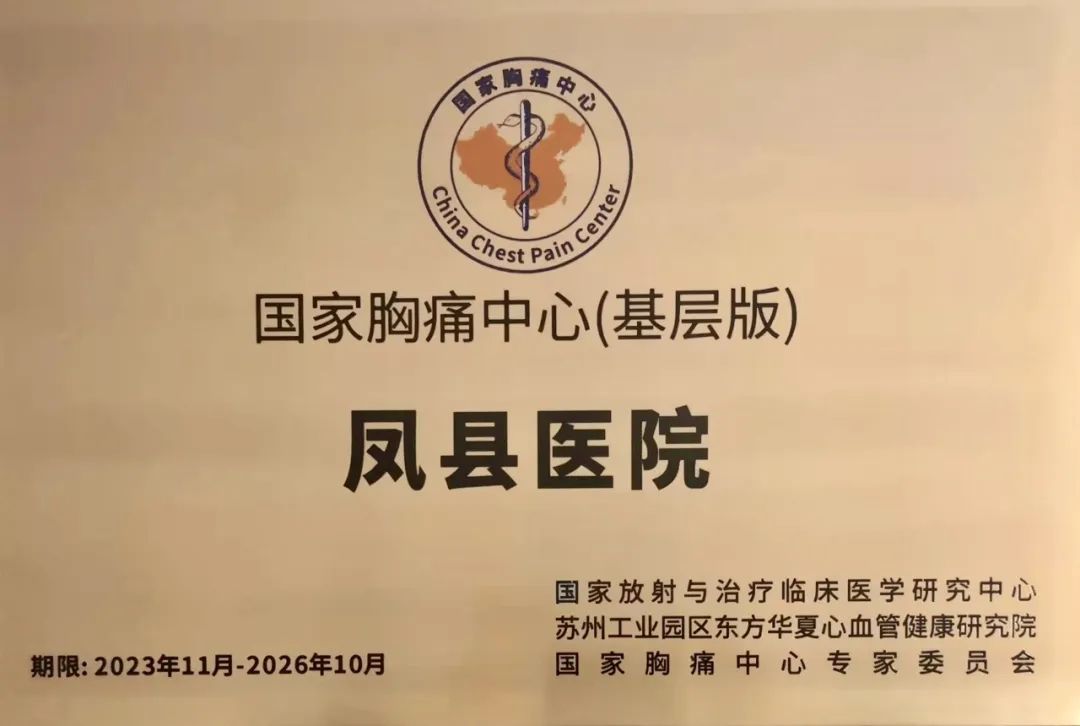 国家胸痛中心
China Chest Pain Center
国家胸痛中心(基层版)
凤县医院
国家放射与治疗临床医学研究中心
苏州工业园区东方华夏心血管健康研究院
国家胸痛中心专家委员会
期限: 2023年11月-2026年10月